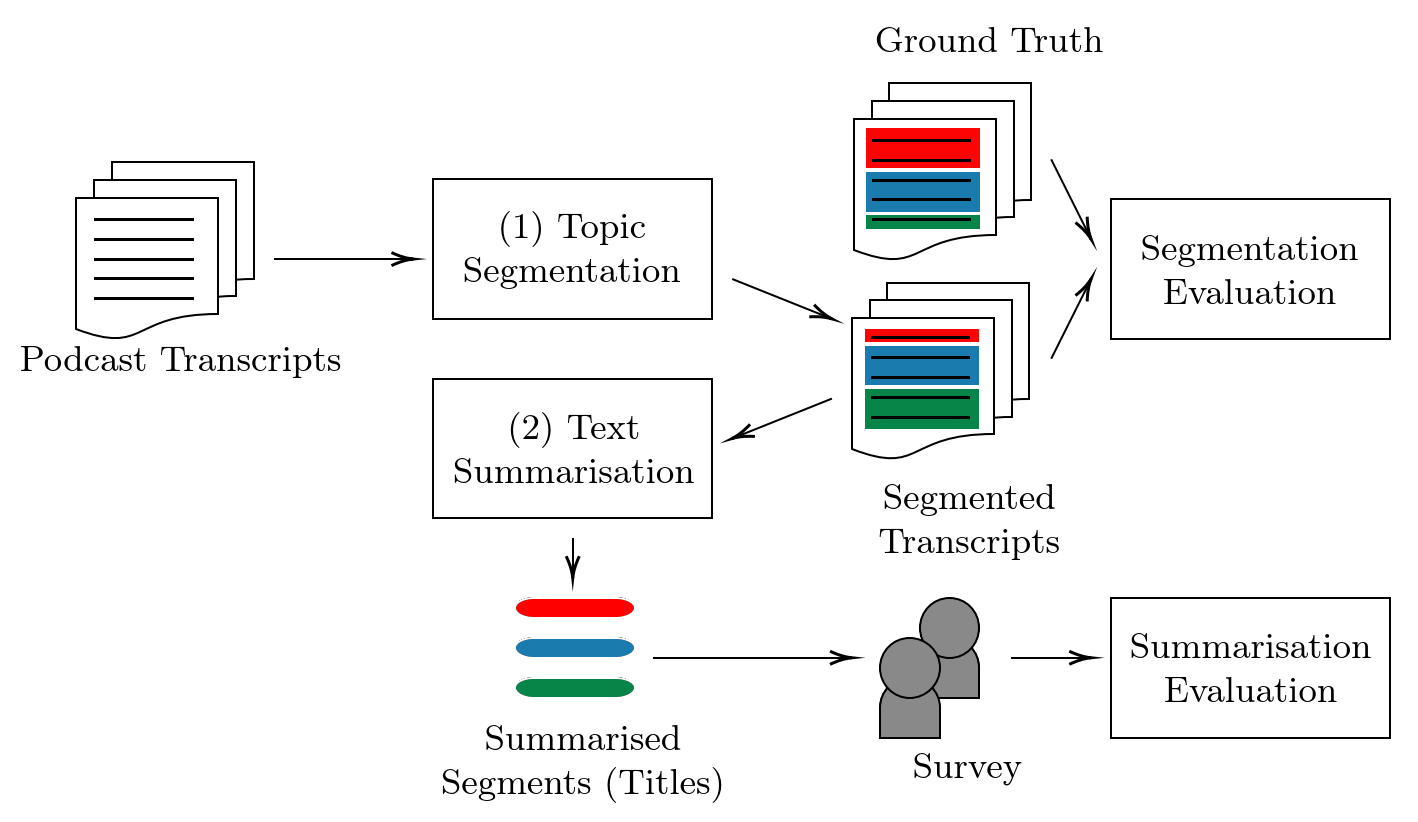 Ground Truth
(1) Topic
Segmentation
Segmentation
Evaluation
Podcast Transcripts
(2) Text
Summarisation
Segmented
Transcripts
Summarisation
Evaluation
Summarised
Segments (Titles)
Survey